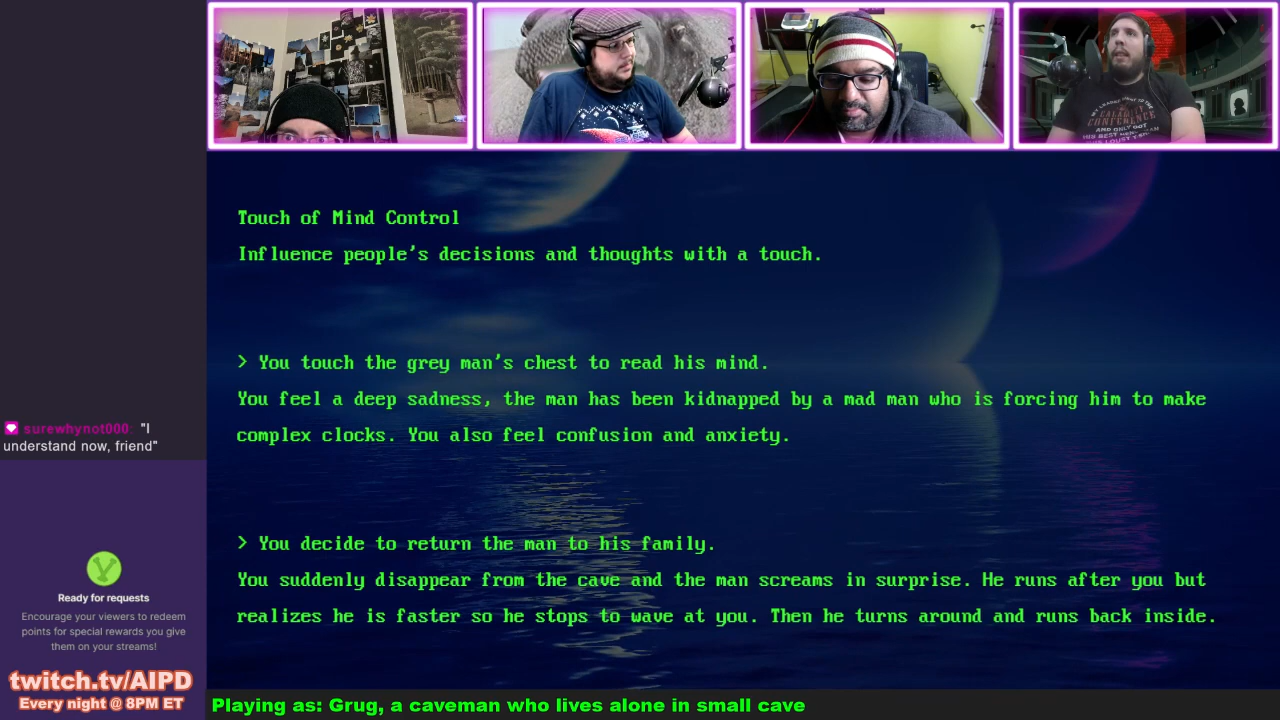 Touch of Mind Control
Influence people's decisions and thoughts with a touch.
> You touch the grey man's chest to read his mind.
You feel a deep sadness, the man has been kidnapped by a mad man who is forcing him to make
complex clocks. You also feel confusion and anxiety.
> You decide to return the man to his family.
You suddenly disappear from the cave and the man screams in surprise. He runs after you but
realizes he is faster so he stops to wave at you. Then he turns around and runs back inside.
surewhynot000: "I
understand now, friend"
Ready for requests
Encourage your viewers to redeem
points for special rewards you give
them on your streams!
twitch.tv/AIPD
Every night @ 8PM ET
Playing as: Grug, a caveman who lives alone in small cave
CONFERENCE
AND ONLY GOT